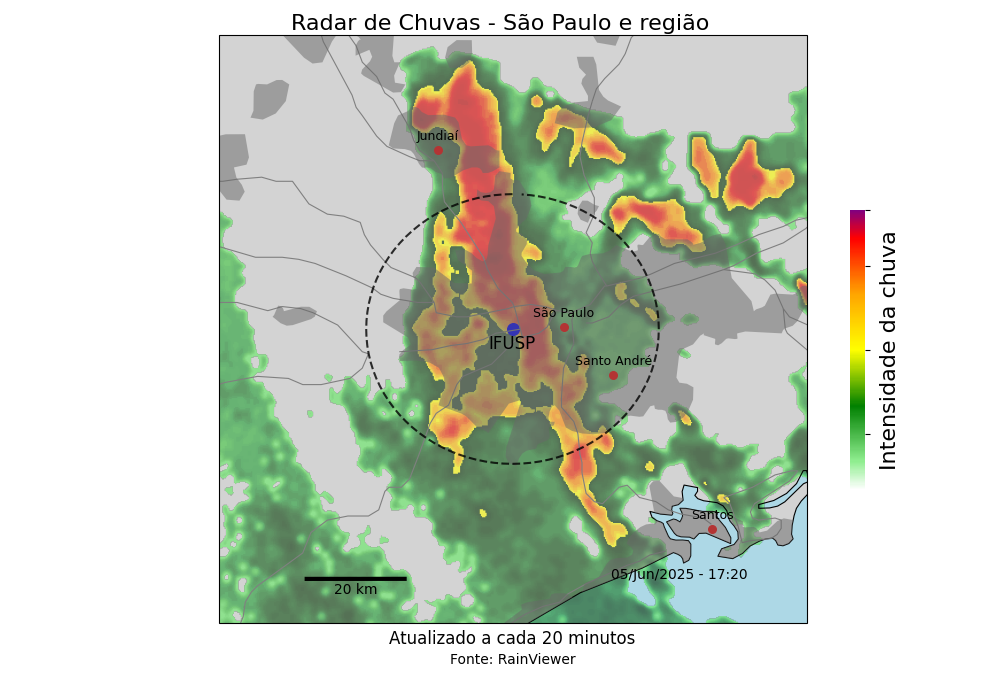 Radar de Chuvas - São Paulo e região
Jundiaí
São Paulo
IFUSP
Santo André
Santos
05/Jun/2025 - 17:20
20 km
Intensidade da chuva
Atualizado a cada 20 minutos
Fonte: RainViewer